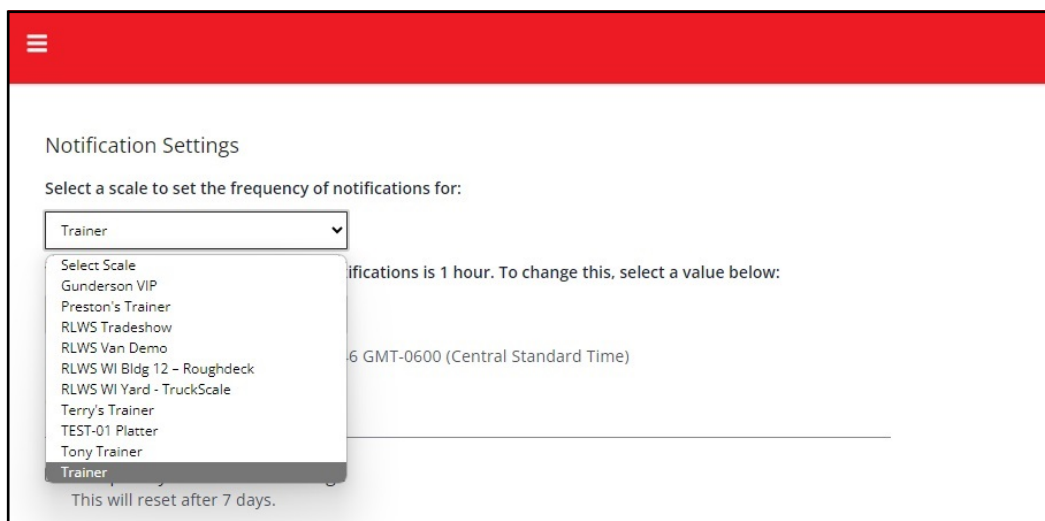 Notification Settings
Select a scale to set the frequency of notifications for:
Trainer
Select Scale
Gunderson VIP
Preston's Trainer
RLWS Tradeshow
RLWS Van Demo
RLWS WI Bldg 12 – Roughdeck
RLWS WI Yard - TruckScale
Terry's Trainer
TEST-01 Platter
Tony Trainer
Trainer
is 1 hour. To change this, select a value below:
GMT-0600 (Central Standard Time)
This will reset after 7 days.